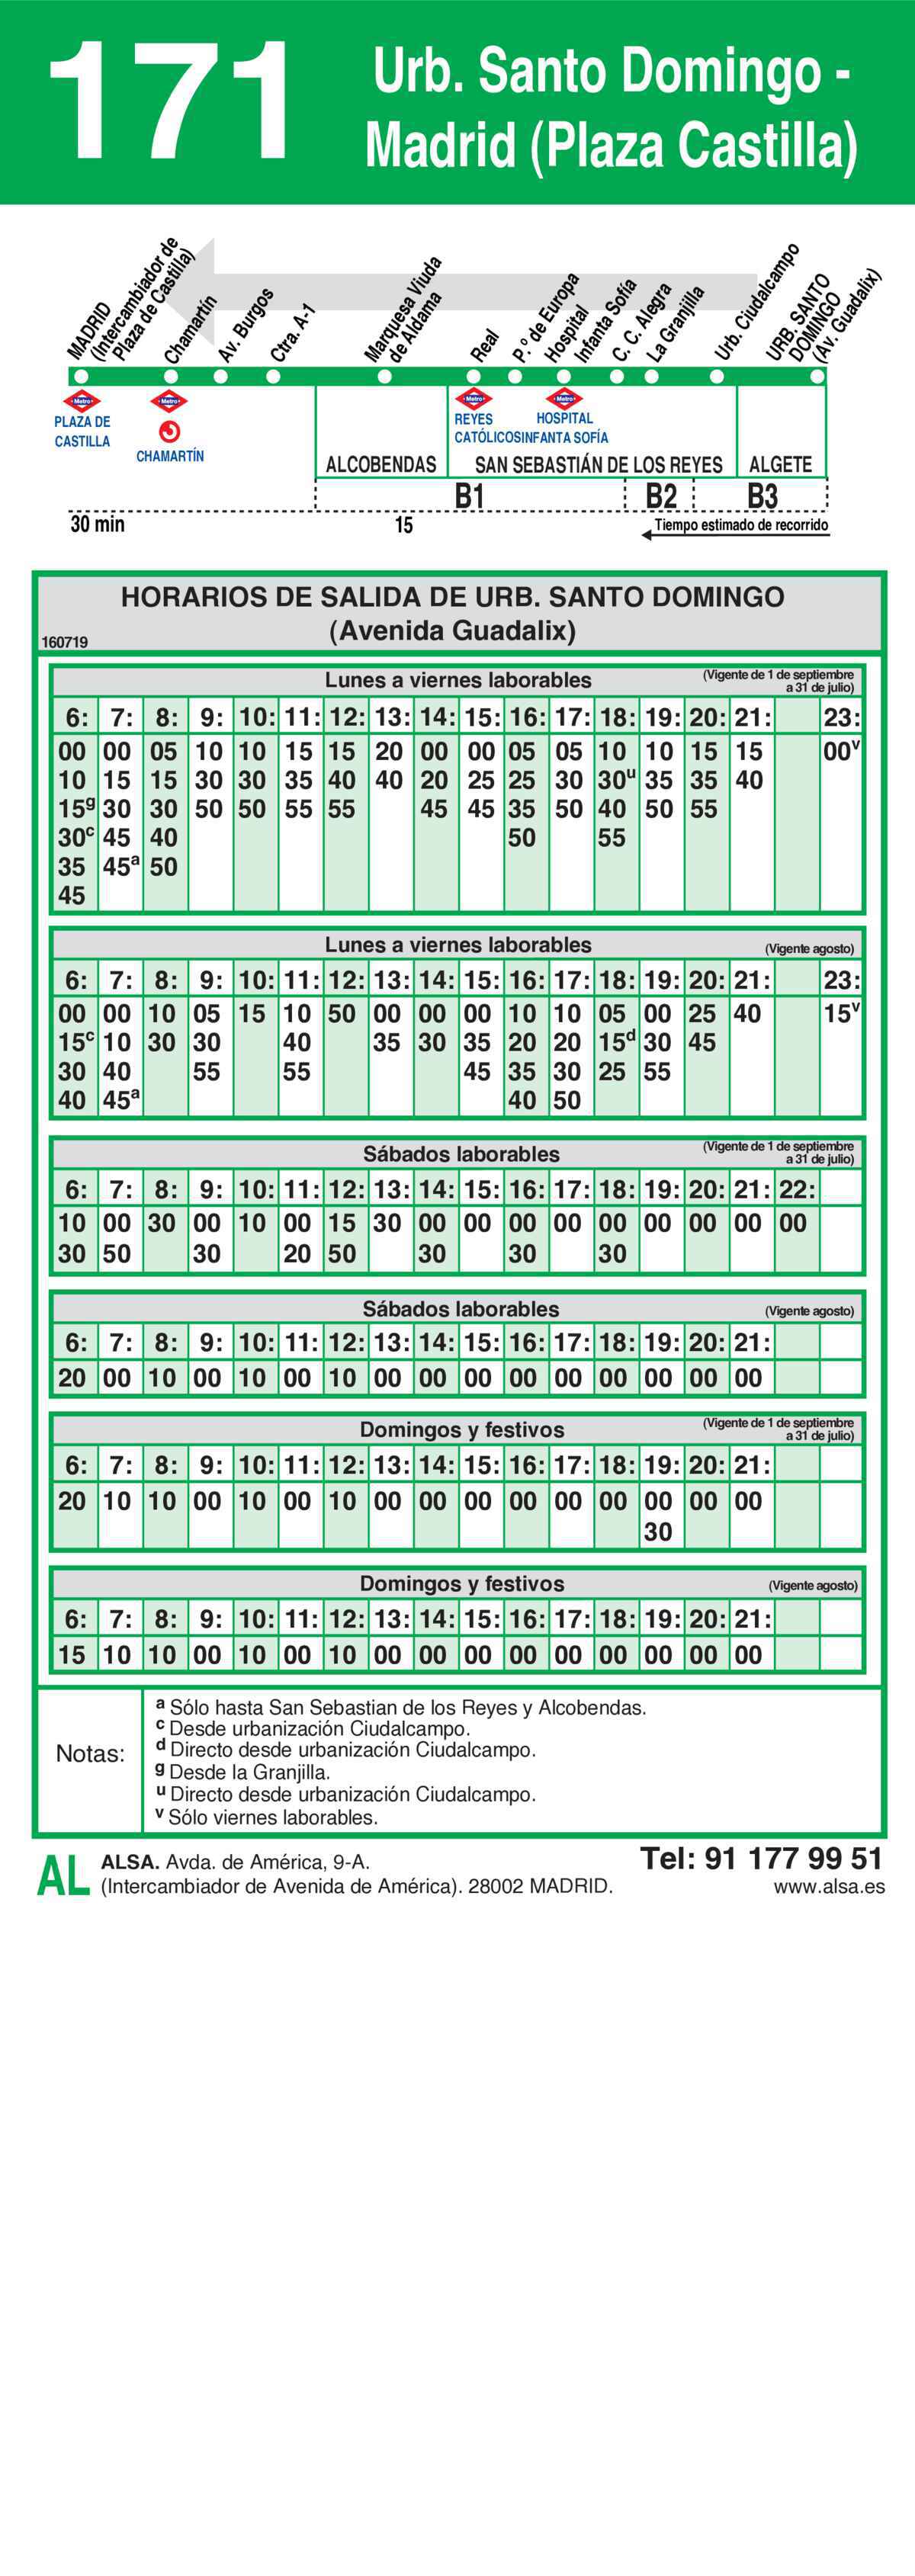 171
Urb. Santo Domingo -
Madrid (Plaza Castilla)
MADRID
(Intercambiador de
Plaza de Castilla)
Chamartín
Av. Burgos
Ctra. A-1
Marquesa Viuda
de Aldama
Real
P.º de Europa
Hospital
Infanta Sofía
C. C. Alegra
La Granjilla
Urb. Ciudalcampo
URB. SANTO
DOMINGO
(Av. Guadalix)
Metro
Metro
Metro
Metro
PLAZA DE
CASTILLA
CHAMARTÍN
REYES
CATÓLICOS
HOSPITAL
INFANTA SOFÍA
ALCOBENDAS SAN SEBASTIÁN DE LOS REYES ALGETE
B1 B2 B3
30 min 15 Tiempo estimado de recorrido
HORARIOS DE SALIDA DE URB. SANTO DOMINGO
(Avenida Guadalix)
160719
Lunes a viernes laborables (Vigente de 1 de septiembre
a 31 de julio)
6: 7: 8: 9: 10: 11: 12: 13: 14: 15: 16: 17: 18: 19: 20: 21: 23:
00 00 05 10 10 15 15 20 00 00 05 05 10 10 15 15 00v
10 15 15 30 30 35 40 40 20 25 25 30 30u 35 35 40
15g 30 30 50 50 55 55 45 45 35 50 40 50 55
30c 45 40 50 55
35 45a 50
45
Lunes a viernes laborables (Vigente agosto)
6: 7: 8: 9: 10: 11: 12: 13: 14: 15: 16: 17: 18: 19: 20: 21: 23:
00 00 10 05 15 10 50 00 00 00 10 10 05 00 25 40 15v
15c 10 30 30 40 35 30 35 20 20 15d 30 45
30 40 55 55 45 35 30 25 55
40 45a 40 50
Sábados laborables (Vigente de 1 de septiembre
a 31 de julio)
6: 7: 8: 9: 10: 11: 12: 13: 14: 15: 16: 17: 18: 19: 20: 21: 22:
10 00 30 00 10 00 15 30 00 00 00 00 00 00 00 00 00
30 50 30 20 50 30 30 30
Sábados laborables (Vigente agosto)
6: 7: 8: 9: 10: 11: 12: 13: 14: 15: 16: 17: 18: 19: 20: 21:
20 00 10 00 10 00 10 00 00 00 00 00 00 00 00 00
Domingos y festivos (Vigente de 1 de septiembre
a 31 de julio)
6: 7: 8: 9: 10: 11: 12: 13: 14: 15: 16: 17: 18: 19: 20: 21:
20 10 10 00 10 00 10 00 00 00 00 00 00 00 00 00
30
Domingos y festivos (Vigente agosto)
6: 7: 8: 9: 10: 11: 12: 13: 14: 15: 16: 17: 18: 19: 20: 21:
15 10 10 00 10 00 10 00 00 00 00 00 00 00 00 00
Notas:
a Sólo hasta San Sebastian de los Reyes y Alcobendas.
c Desde urbanización Ciudalcampo.
d Directo desde urbanización Ciudalcampo.
g Desde la Granjilla.
u Directo desde urbanización Ciudalcampo.
v Sólo viernes laborables.
AL ALSA. Avda. de América, 9-A.
(Intercambiador de Avenida de América). 28002 MADRID.
Tel: 91 177 99 51
www.alsa.es